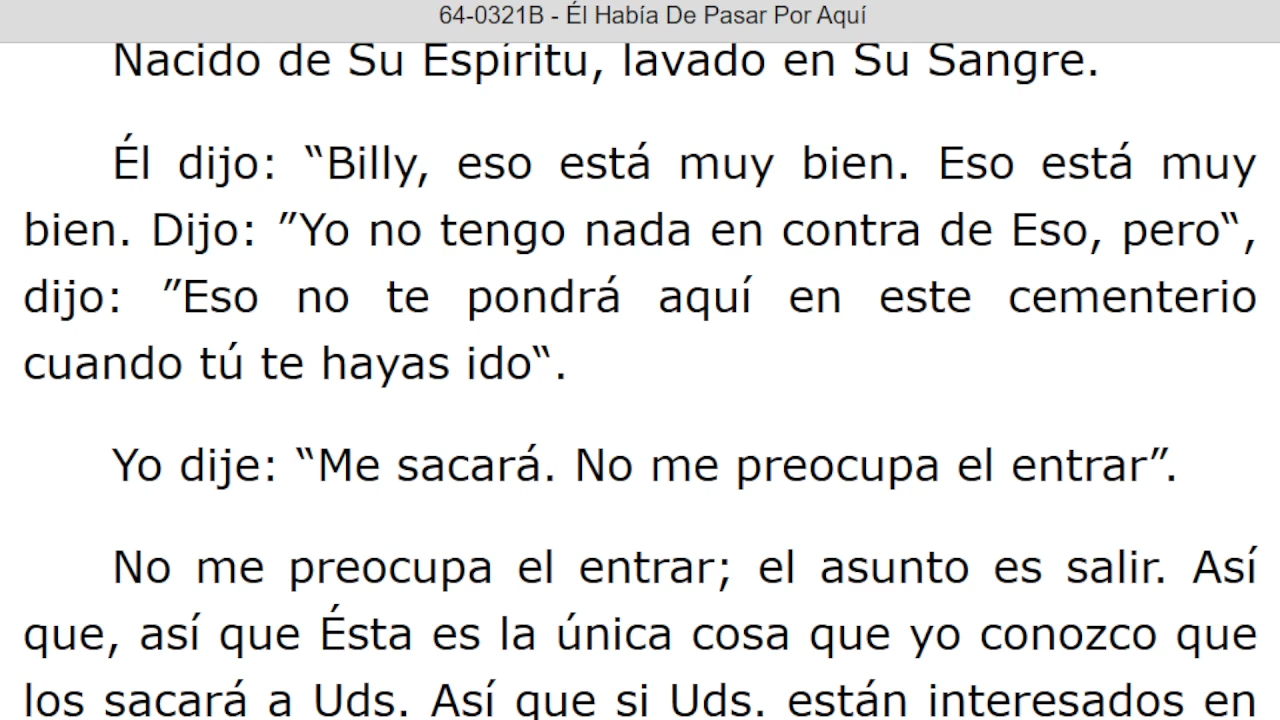 64-0321B - Él Había De Pasar Por Aquí
Nacido de Su Espíritu, lavado en Su Sangre.
Él dijo: “Billy, eso está muy bien. Eso está muy
bien. Dijo: ”Yo no tengo nada en contra de Eso, pero“,
dijo: ”Eso no te pondrá aquí en este cementerio
cuando tú te hayas ido“.
Yo dije: “Me sacará. No me preocupa el entrar”.
No me preocupa el entrar; el asunto es salir. Así
que, así que Ésta es la única cosa que yo conozco que
los sacará a Uds. Así que si Uds. están interesados en